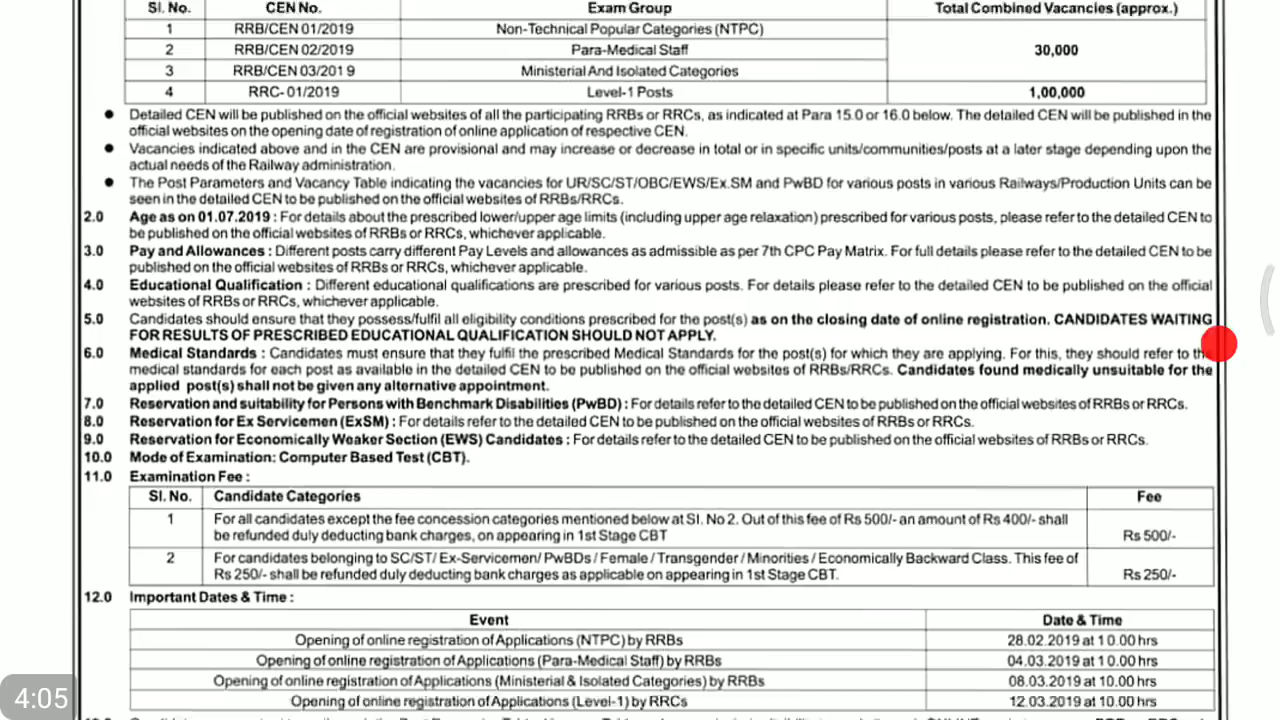 Sl. No. CEN No. Exam Group Total Combined Vacancies (approx.)
1 RRB/CEN 01/2019 Non-Technical Popular Categories (NTPC)
2 RRB/CEN 02/2019 Para-Medical Staff 30,000
3 RRB/CEN 03/2019 Ministerial And Isolated Categories
4 RRC- 01/2019 Level-1 Posts 1,00,000
● Detailed CEN will be published on the official websites of all the participating RRBs or RRCs, as indicated at Para 15.0 or 16.0 below. The detailed CEN will be published in the
official websites on the opening date of registration of online application of respective CEN.
● Vacancies indicated above and in the CEN are provisional and may increase or decrease in total or in specific units/communities/posts at a later stage depending upon the
actual needs of the Railway administration.
● The Post Parameters and Vacancy Table indicating the vacancies for UR/SC/ST/OBC/EWS/Ex.SM and PwBD for various posts in various Railways/Production Units can be
seen in the detailed CEN to be published on the official websites of RRBs/RRCs.
2.0 Age as on 01.07.2019 : For details about the prescribed lower/upper age limits (including upper age relaxation) prescribed for various posts, please refer to the detailed CEN to
be published on the official websites of RRBs or RRCs, whichever applicable.
3.0 Pay and Allowances : Different posts carry different Pay Levels and allowances as admissible as per 7th CPC Pay Matrix. For full details please refer to the detailed CEN to be
published on the official websites of RRBs or RRCs, whichever applicable.
4.0 Educational Qualification : Different educational qualifications are prescribed for various posts. For details please refer to the detailed CEN to be published on the official
websites of RRBs or RRCs, whichever applicable.
5.0 Candidates should ensure that they possess/fulfil all eligibility conditions prescribed for the post(s) as on the closing date of online registration. CANDIDATES WAITING
FOR RESULTS OF PRESCRIBED EDUCATIONAL QUALIFICATION SHOULD NOT APPLY.
6.0 Medical Standards : Candidates must ensure that they fulfil the prescribed Medical Standards for the post(s) for which they are applying. For this, they should refer to the
medical standards for each post as available in the detailed CEN to be published on the official websites of RRBs/RRCs. Candidates found medically unsuitable for the
applied post(s) shall not be given any alternative appointment.
7.0 Reservation and suitability for Persons with Benchmark Disabilities (PwBD) : For details refer to the detailed CEN to be published on the official websites of RRBs or RRCs.
8.0 Reservation for Ex Servicemen (ExSM) : For details refer to the detailed CEN to be published on the official websites of RRBs or RRCs.
9.0 Reservation for Economically Weaker Section (EWS) Candidates : For details refer to the detailed CEN to be published on the official websites of RRBs or RRCs.
10.0 Mode of Examination: Computer Based Test (CBT).
11.0 Examination Fee :
Sl. No. Candidate Categories Fee
1 For all candidates except the fee concession categories mentioned below at Sl. No 2. Out of this fee of Rs 500/- an amount of Rs 400/- shall
be refunded duly deducting bank charges, on appearing in 1st Stage CBT Rs 500/-
2 For candidates belonging to SC/ST/ Ex-Servicemen/ PwBDs / Female / Transgender / Minorities / Economically Backward Class. This fee of
Rs 250/- shall be refunded duly deducting bank charges as applicable on appearing in 1st Stage CBT. Rs 250/-
12.0 Important Dates & Time :
Event Date & Time
Opening of online registration of Applications (NTPC) by RRBs 28.02.2019 at 10.00 hrs
Opening of online registration of Applications (Para-Medical Staff) by RRBs 04.03.2019 at 10.00 hrs
Opening of online registration of Applications (Ministerial & Isolated Categories) by RRBs 08.03.2019 at 10.00 hrs
Opening of online registration of Applications (Level-1) by RRCs 12.03.2019 at 10.00 hrs
4:05